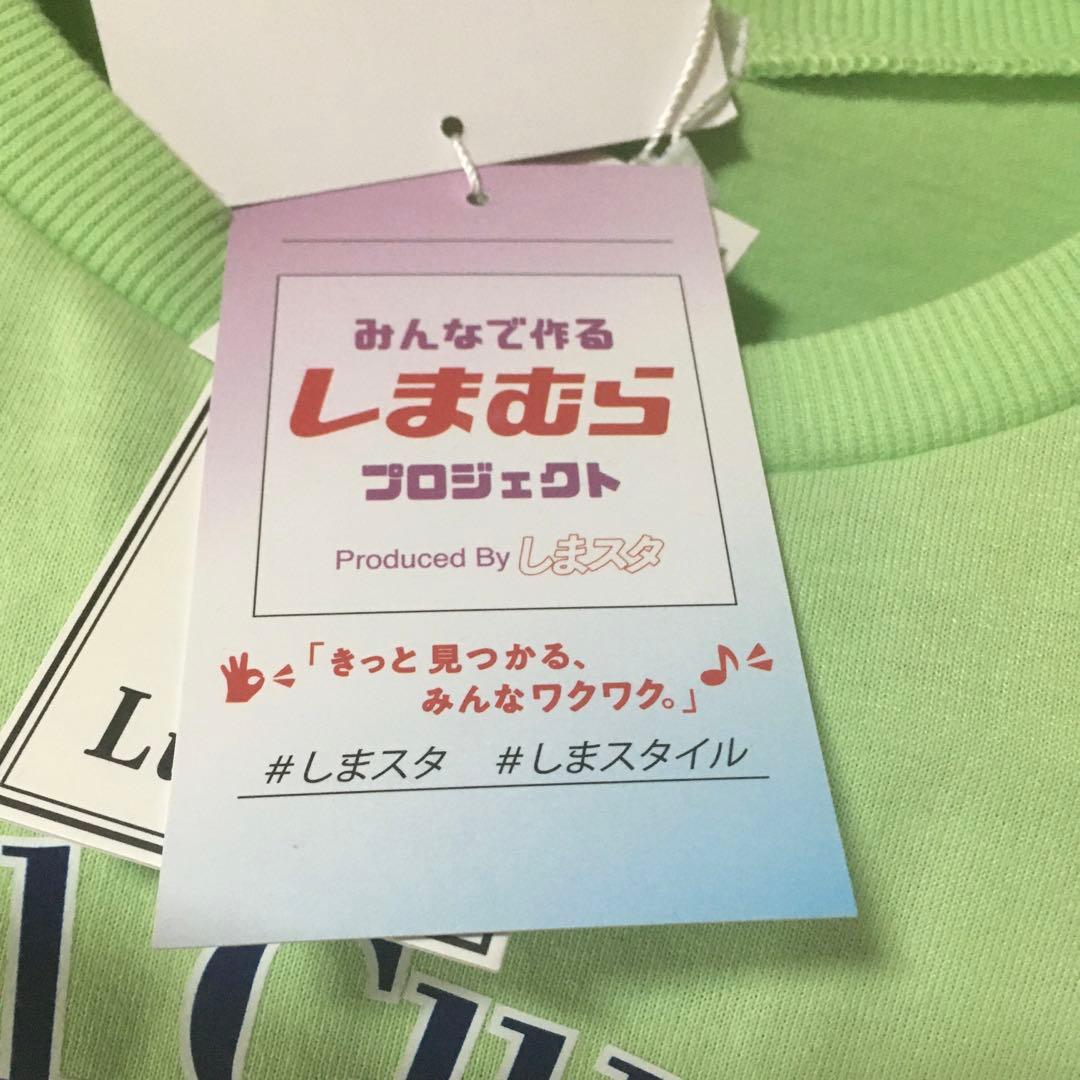 みんなで作る
しまむら
プロジェクト
Produced By しまスタ
「きっと見つかる、
みんなワクワク。」
#しまスタ #しまスタイル